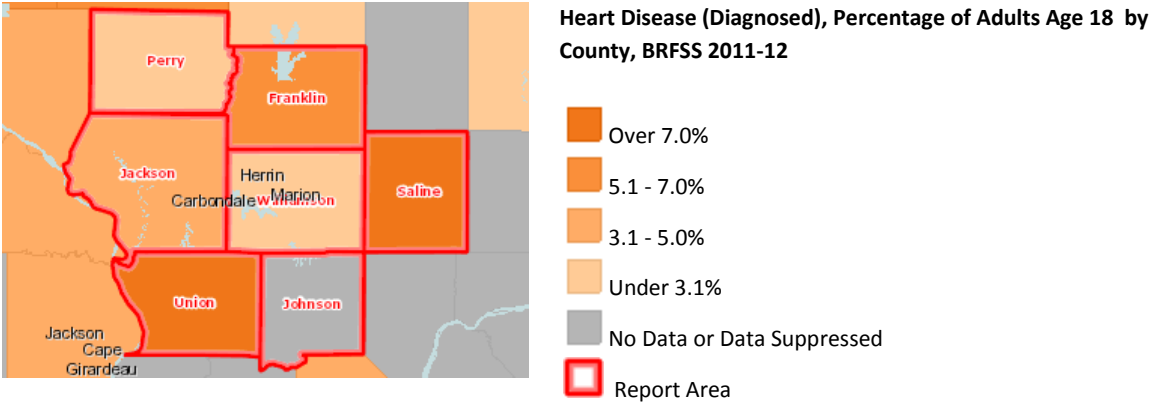 Heart Disease (Diagnosed), Percentage of Adults Age 18 by
County, BRFSS 2011-12
Perry
Franklin
Jackson
Herrin
Carbondale
Marion
Williamson
Saline
Union
Johnson
Jackson
Cape
Girardeau
Over 7.0%
5.1 - 7.0%
3.1 - 5.0%
Under 3.1%
No Data or Data Suppressed
Report Area